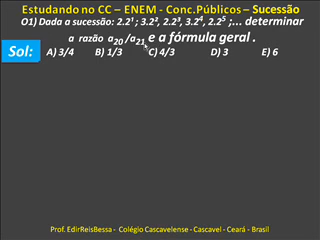 Estudando no CC – ENEM - Conc.Públicos – Sucessão
O1) Dada a sucessão: 2.2¹ ; 3.2², 2.2³ ; 3.2⁴, 2.2⁵ ;... determinar
a razão a₂₀ /a₂₁ e a fórmula geral .
Sol: A) 3/4 B) 1/3 C) 4/3 D) 3 E) 6
Prof. EdirReisBessa - Colégio Cascavelense - Cascavel - Ceará - Brasil